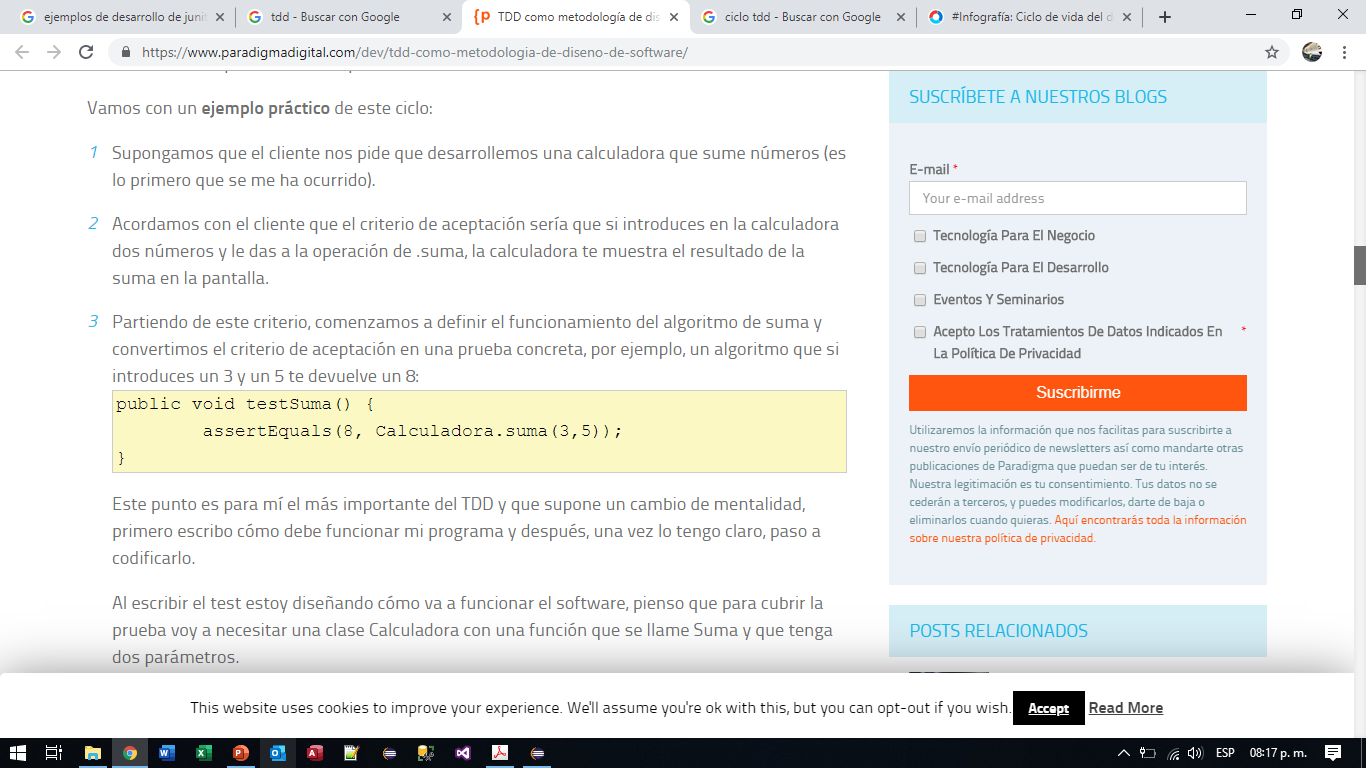 ejemplos de desarrollo de junit
tdd - Buscar con Google
TDD como metodología de dis
ciclo tdd - Buscar con Google
#Infografía: Ciclo de vida del d
https://www.paradigmadigital.com/dev/tdd-como-metodologia-de-diseno-de-software/
Vamos con un ejemplo práctico de este ciclo:
1 Supongamos que el cliente nos pide que desarrollemos una calculadora que sume números (es
lo primero que se me ha ocurrido).
2 Acordamos con el cliente que el criterio de aceptación sería que si introduces en la calculadora
dos números y le das a la operación de .suma, la calculadora te muestra el resultado de la
suma en la pantalla.
3 Partiendo de este criterio, comenzamos a definir el funcionamiento del algoritmo de suma y
convertimos el criterio de aceptación en una prueba concreta, por ejemplo, un algoritmo que si
introduces un 3 y un 5 te devuelve un 8:
public void testSuma() {
assertEquals(8, Calculadora.suma(3,5));
}
Este punto es para mí el más importante del TDD y que supone un cambio de mentalidad,
primero escribo cómo debe funcionar mi programa y después, una vez lo tengo claro, paso a
codificarlo.
Al escribir el test estoy diseñando cómo va a funcionar el software, pienso que para cubrir la
prueba voy a necesitar una clase Calculadora con una función que se llame Suma y que tenga
dos parámetros.
SUSCRÍBETE A NUESTROS BLOGS
E-mail *
Your e-mail address
Tecnología Para El Negocio
Tecnología Para El Desarrollo
Eventos Y Seminarios
Acepto Los Tratamientos De Datos Indicados En *
La Política De Privacidad
Suscribirme
Utilizaremos la información que nos facilitas para suscribirte a
nuestro envío periódico de newsletters así como mandarte otras
publicaciones de Paradigma que puedan ser de tu interés.
Nuestra legitimación es tu consentimiento. Tus datos no se
cederán a terceros, y puedes modificarlos, darte de baja o
eliminarlos cuando quieras. Aquí encontrarás toda la información
sobre nuestra política de privacidad.
POSTS RELACIONADOS
This website uses cookies to improve your experience. We'll assume you're ok with this, but you can opt-out if you wish. Accept Read More
ESP 08:17 p. m.